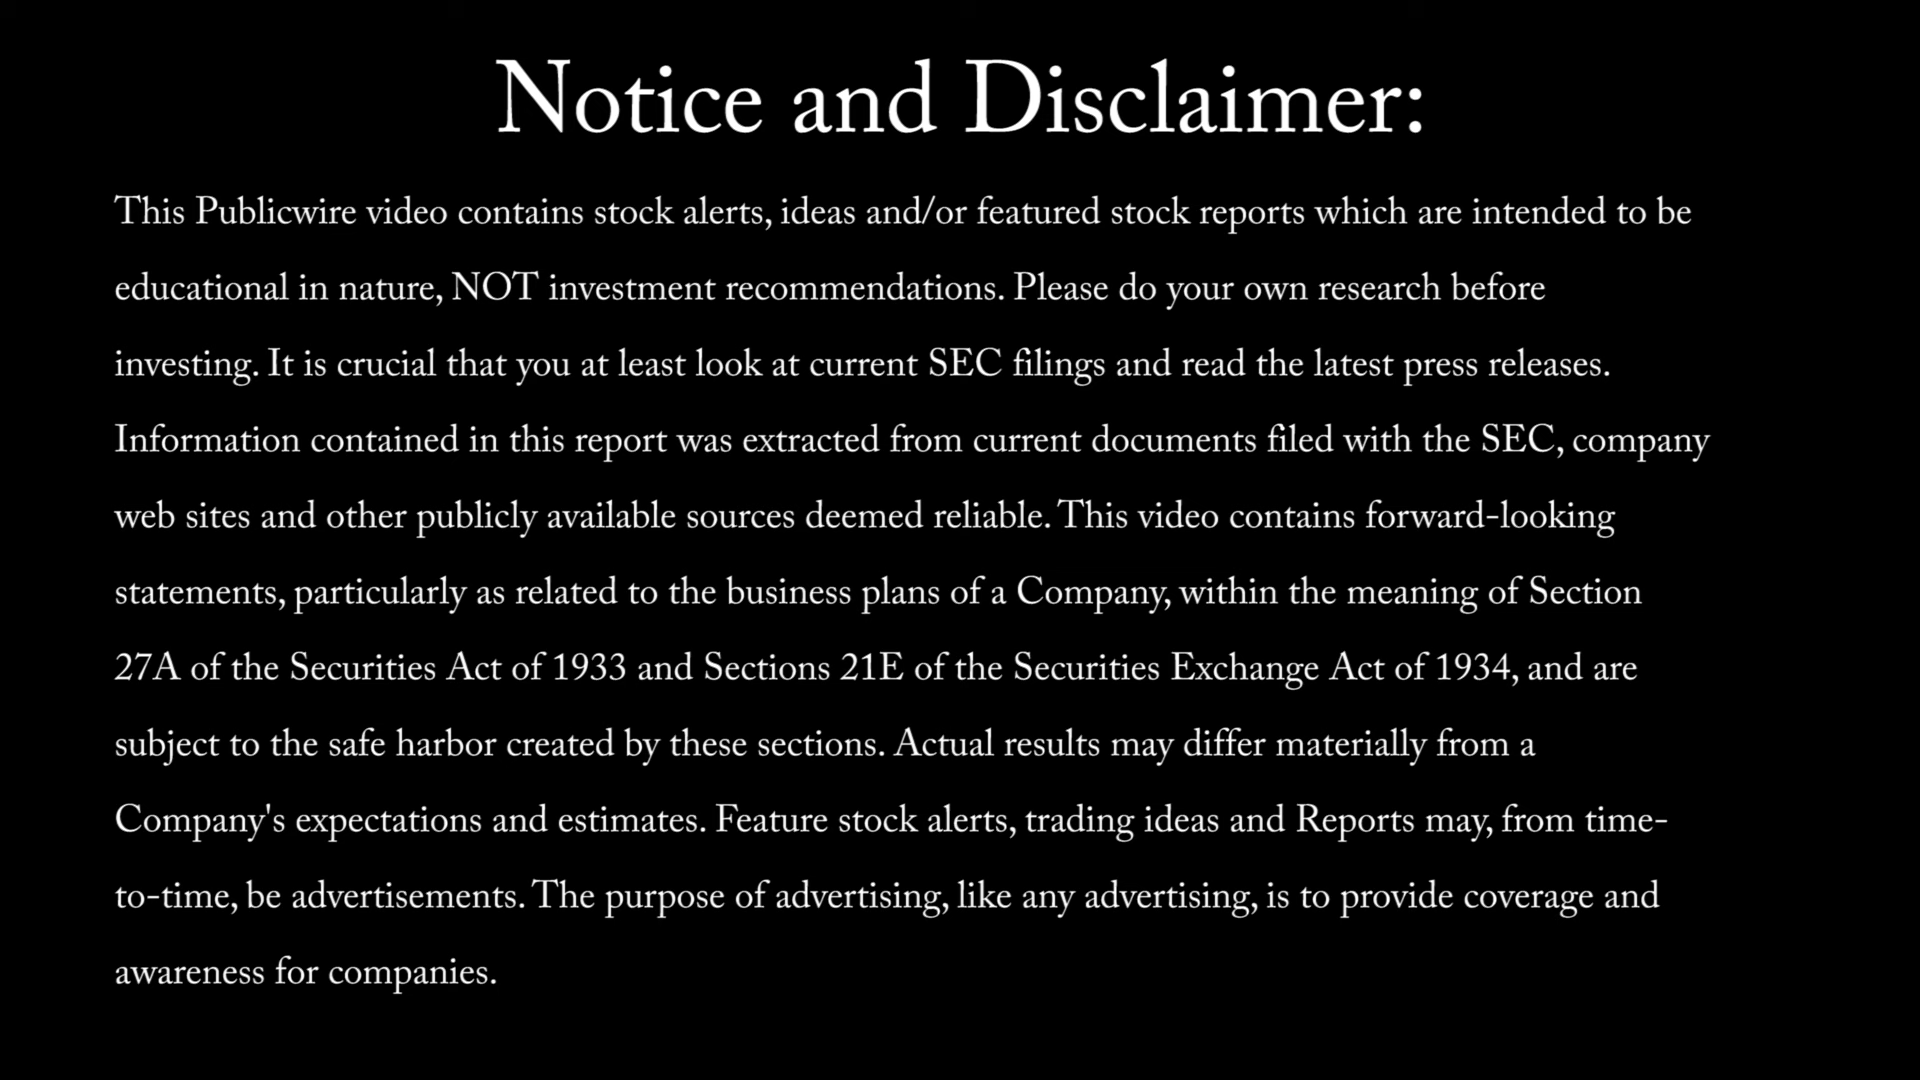 Notice and Disclaimer:
This Publicwire video contains stock alerts, ideas and/or featured stock reports which are intended to be
educational in nature, NOT investment recommendations. Please do your own research before
investing. It is crucial that you at least look at current SEC filings and read the latest press releases.
Information contained in this report was extracted from current documents filed with the SEC, company
web sites and other publicly available sources deemed reliable. This video contains forward-looking
statements, particularly as related to the business plans of a Company, within the meaning of Section
27A of the Securities Act of 1933 and Sections 21E of the Securities Exchange Act of 1934, and are
subject to the safe harbor created by these sections. Actual results may differ materially from a
Company's expectations and estimates. Feature stock alerts, trading ideas and Reports may, from time-
to-time, be advertisements. The purpose of advertising, like any advertising, is to provide coverage and
awareness for companies.